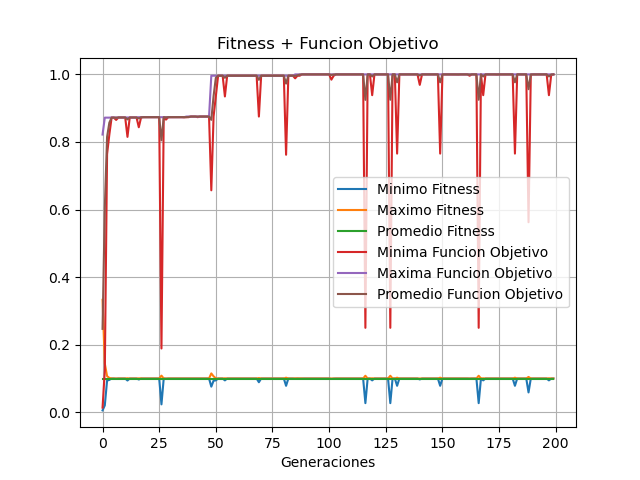 Fitness + Funcion Objetivo
1.0
0.8
0.6
0.4
0.2
0.0
Minimo Fitness
Maximo Fitness
Promedio Fitness
Minima Funcion Objetivo
Maxima Funcion Objetivo
Promedio Funcion Objetivo
0 25 50 75 100 125 150 175 200
Generaciones